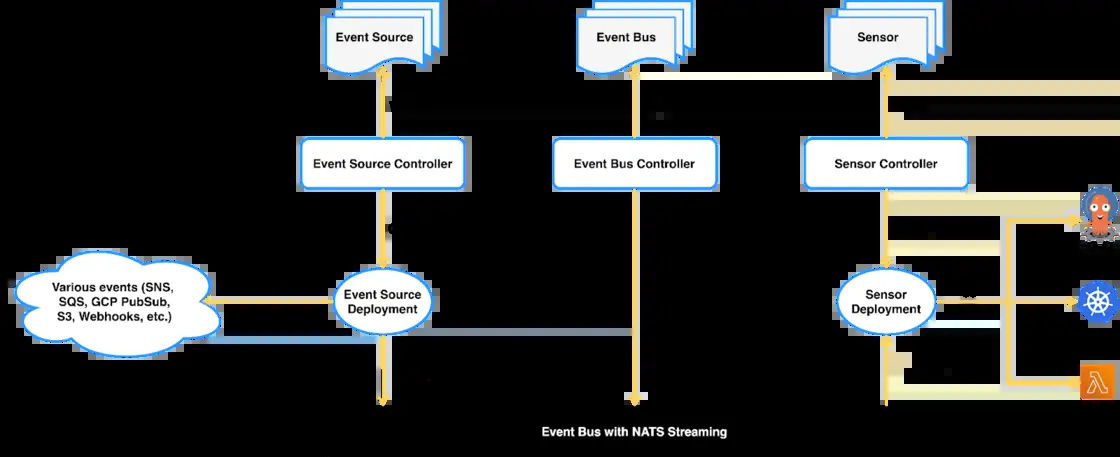 Event Source
Event Bus
Sensor
Event Source Controller
Event Bus Controller
Sensor Controller
Various events (SNS,
SQS, GCP PubSub,
S3, Webhooks, etc.)
Event Source
Deployment
Sensor
Deployment
Event Bus with NATS Streaming